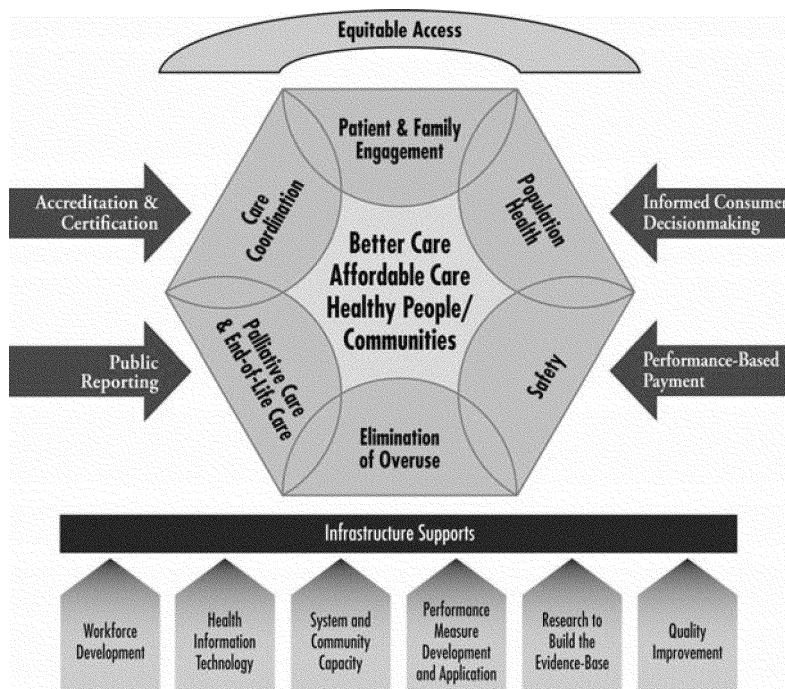 Equitable Access
Patient & Family
Engagement
Care
Coordination
Population
Health
Accreditation &
Certification
Informed Consumer
Decisionmaking
Better Care
Affordable Care
Healthy People/
Communities
Public
Reporting
Palliative Care
& End-of-Life Care
Safety
Performance-Based
Payment
Elimination
of Overuse
Infrastructure Supports
Workforce
Development
Health
Information
Technology
System and
Community
Capacity
Performance
Measure
Development
and Application
Research to
Build the
Evidence-Base
Quality
Improvement